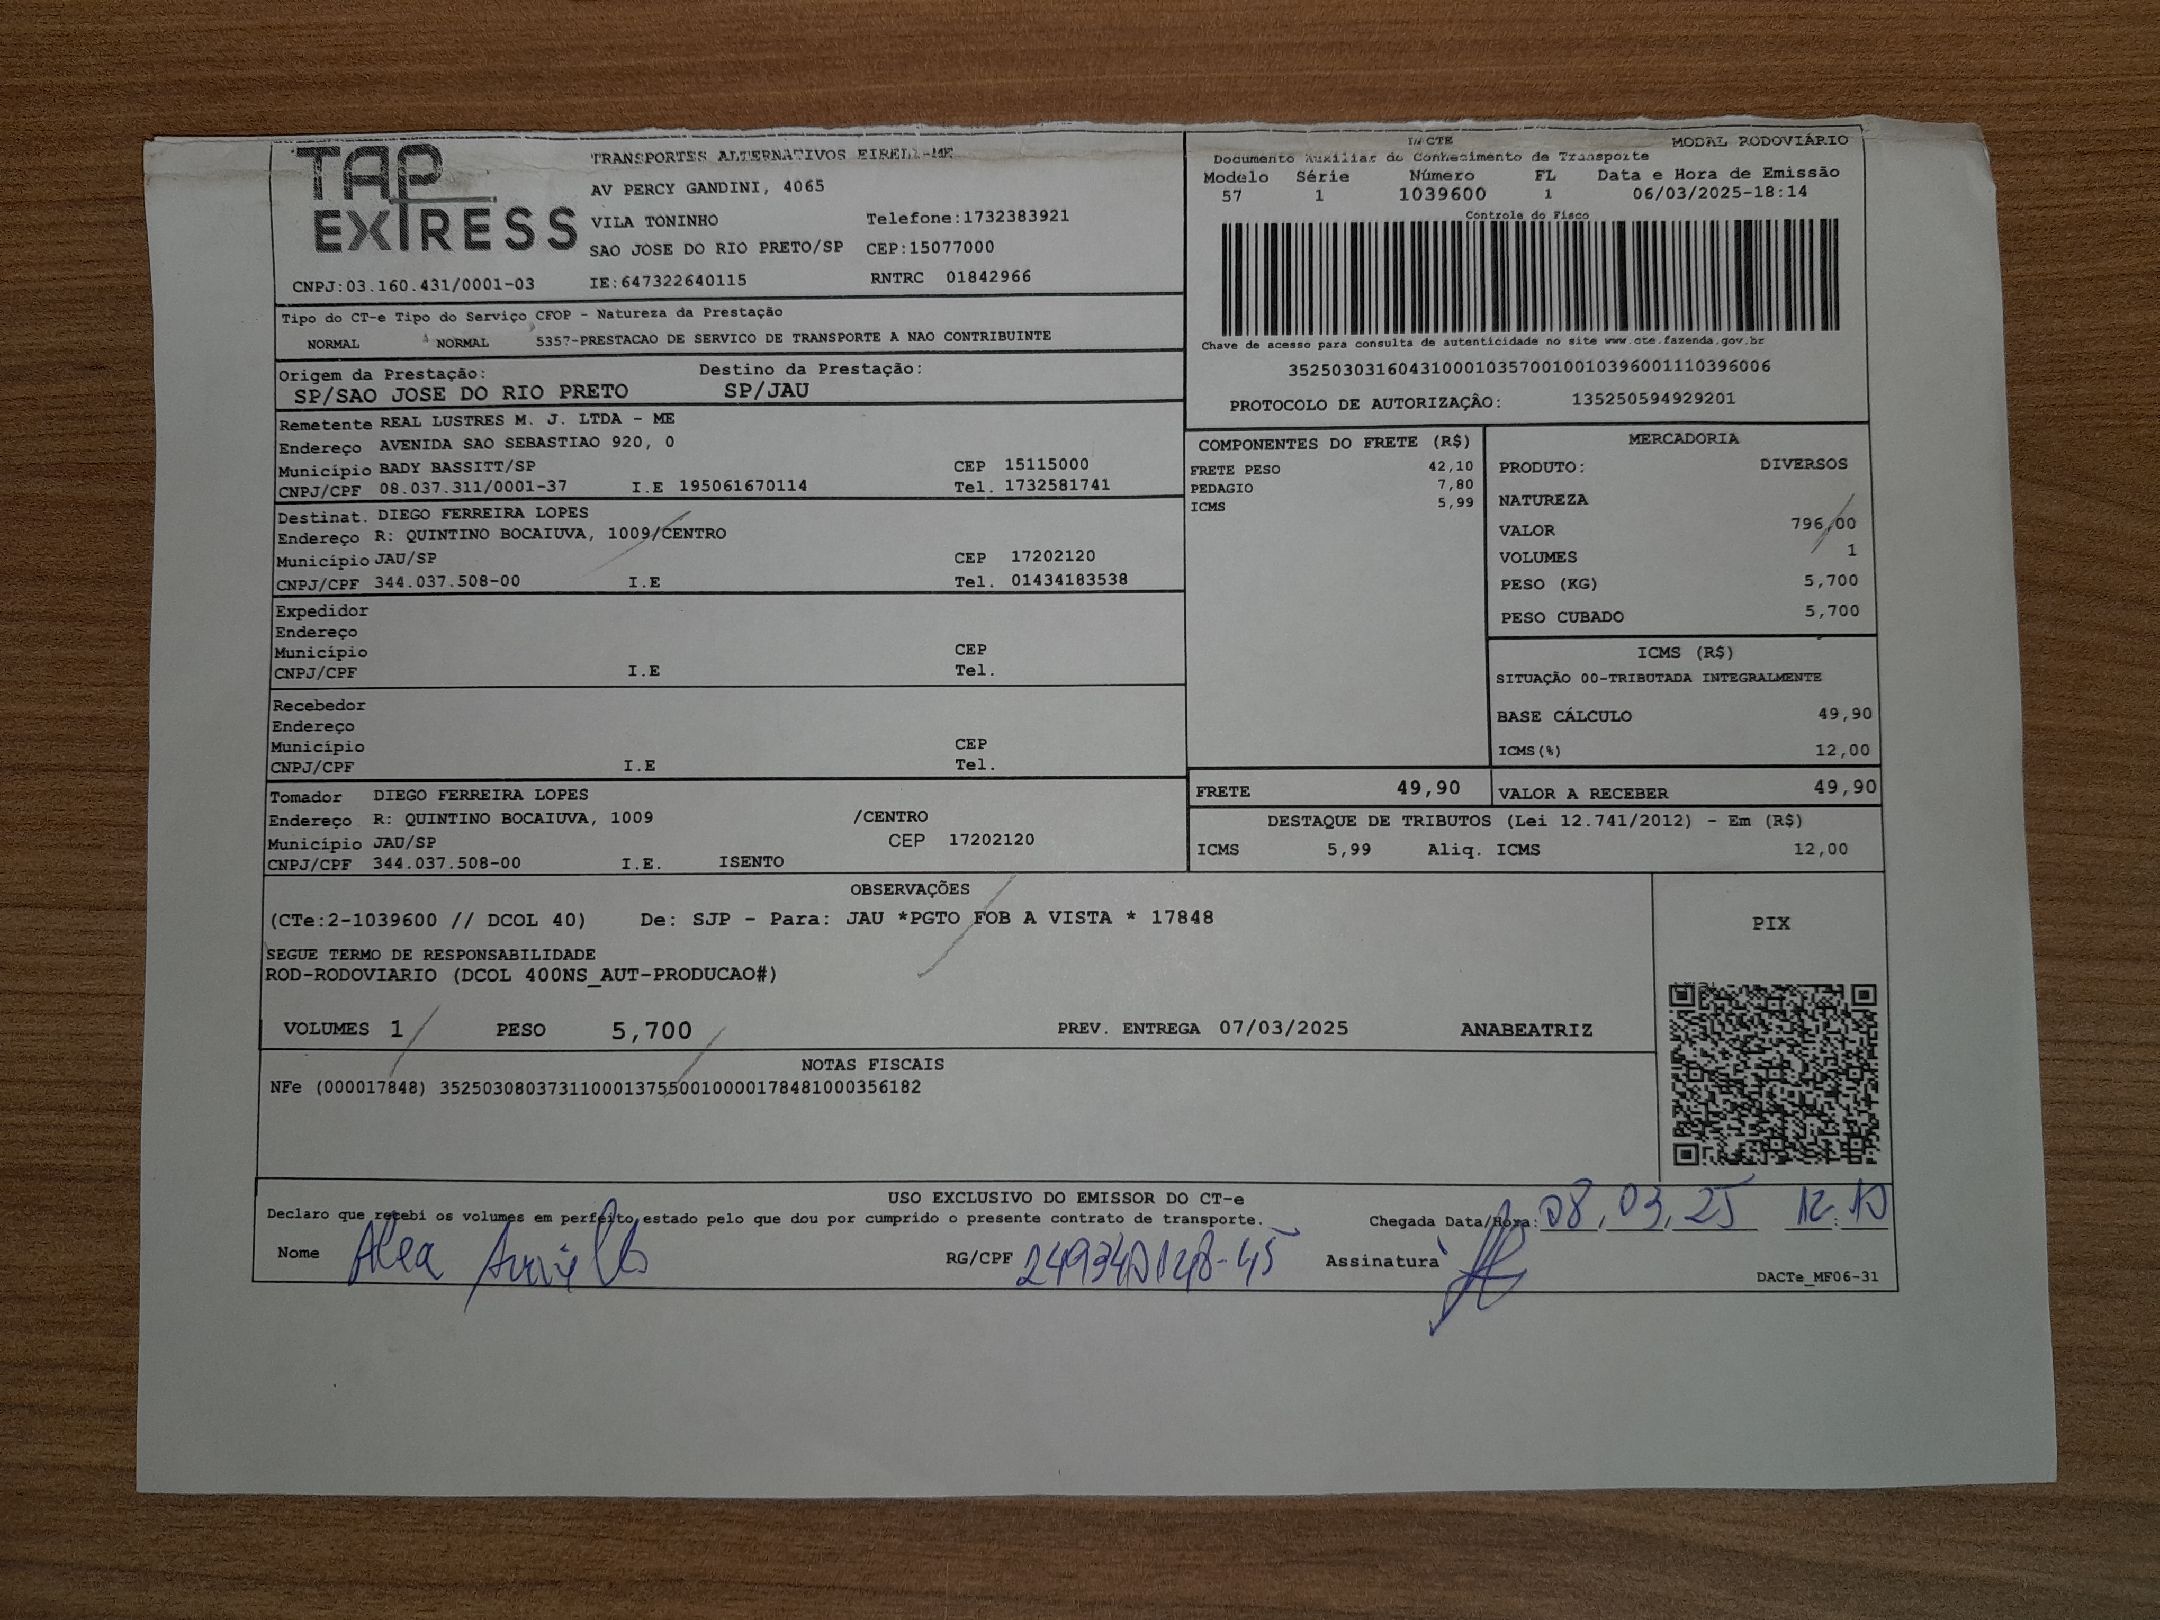 TAP EXPRESS
TRANSPORTES ALTERNATIVOS EIRELI-ME
AV PERCY GANDINI, 4065
VILA TONINHO Telefone:1732383921
SAO JOSE DO RIO PRETO/SP CEP:15077000
CNPJ:03.160.431/0001-03 IE:647322640115 RNTRC 01842966
DACTE MODAL RODOVIÁRIO
Documento Auxiliar do Conhecimento de Transporte
Modelo Série Número FL Data e Hora de Emissão
57 1 1039600 1 06/03/2025-18:14
Controle do Fisco
Chave de acesso para consulta de autenticidade no site www.cte.fazenda.gov.br
35250303160431000103570010010396001110396006
PROTOCOLO DE AUTORIZAÇÂO: 135250594929201
Tipo do CT-e Tipo do Serviço CFOP - Natureza da Prestação
NORMAL NORMAL 5357-PRESTACAO DE SERVICO DE TRANSPORTE A NAO CONTRIBUINTE
Origem da Prestação: Destino da Prestação:
SP/SAO JOSE DO RIO PRETO SP/JAU
Remetente REAL LUSTRES M. J. LTDA - ME
Endereço AVENIDA SAO SEBASTIAO 920, 0
Município BADY BASSITT/SP CEP 15115000
CNPJ/CPF 08.037.311/0001-37 I.E 195061670114 Tel. 1732581741
Destinat. DIEGO FERREIRA LOPES
Endereço R: QUINTINO BOCAIUVA, 1009/CENTRO
Município JAU/SP CEP 17202120
CNPJ/CPF 344.037.508-00 I.E Tel. 01434183538
Expedidor
Endereço
Município CEP
CNPJ/CPF I.E Tel.
Recebedor
Endereço
Município CEP
CNPJ/CPF I.E Tel.
Tomador DIEGO FERREIRA LOPES
Endereço R: QUINTINO BOCAIUVA, 1009 /CENTRO
Município JAU/SP CEP 17202120
CNPJ/CPF 344.037.508-00 I.E. ISENTO
COMPONENTES DO FRETE (R$)
FRETE PESO 42,10
PEDAGIO 7,80
ICMS 5,99
MERCADORIA
PRODUTO: DIVERSOS
NATUREZA
VALOR 796,00
VOLUMES 1
PESO (KG) 5,700
PESO CUBADO 5,700
ICMS (R$)
SITUAÇÃO 00-TRIBUTADA INTEGRALMENTE
BASE CÁLCULO 49,90
ICMS(%) 12,00
FRETE 49,90 VALOR A RECEBER 49,90
DESTAQUE DE TRIBUTOS (Lei 12.741/2012) - Em (R$)
ICMS 5,99 Aliq. ICMS 12,00
OBSERVAÇÕES
(CTe:2-1039600 // DCOL 40) De: SJP - Para: JAU *PGTO FOB A VISTA * 17848
SEGUE TERMO DE RESPONSABILIDADE
ROD-RODOVIARIO (DCOL 400NS_AUT-PRODUCAO#)
PIX
VOLUMES 1 PESO 5,700 PREV. ENTREGA 07/03/2025 ANABEATRIZ
NOTAS FISCAIS
NFe (000017848) 35250308037311000137550010000178481000356182
USO EXCLUSIVO DO EMISSOR DO CT-e
Declaro que recebi os volumes em perfeito estado pelo que dou por cumprido o presente contrato de transporte. Chegada Data/Hora: 08,03,25 12:10
Nome RG/CPF Assinatura
DACTe_MF06-31